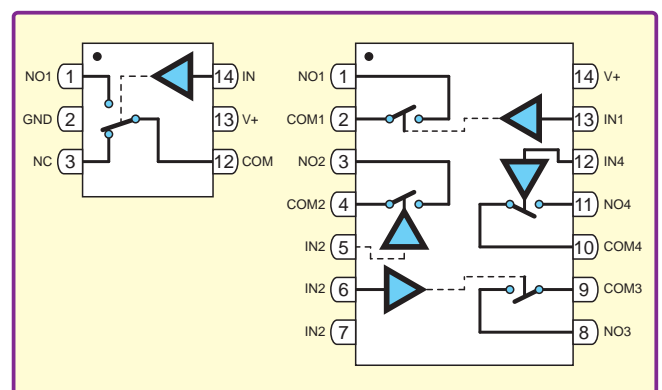 NO1 1 14 IN
GND 2 13 V+
NC 3 12 COM
NO1 1 14 V+
COM1 2 13 IN1
NO2 3 12 IN4
COM2 4 11 NO4
IN2 5 10 COM4
IN2 6 9 COM3
IN2 7 8 NO3